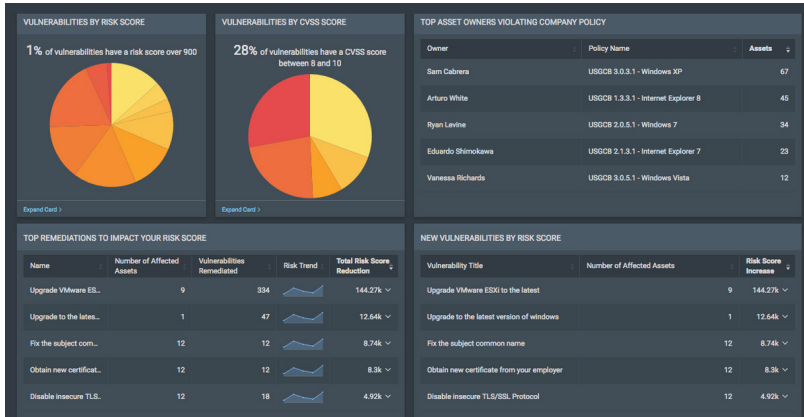 VULNERABILITIES BY RISK SCORE
1% of vulnerabilities have a risk score over 900
Expand Card >
VULNERABILITIES BY CVSS SCORE
28% of vulnerabilities have a CVSS score
between 8 and 10
Expand Card >
TOP ASSET OWNERS VIOLATING COMPANY POLICY
Owner Policy Name Assets
Sam Cabrera USGCB 3.0.3.1 - Windows XP 67
Arturo White USGCB 1.3.3.1 - Internet Explorer 8 45
Ryan Levine USGCB 2.0.5.1 - Windows 7 34
Eduardo Shimokawa USGCB 2.1.3.1 - Internet Explorer 7 23
Vanessa Richards USGCB 3.0.5.1 - Windows Vista 12
TOP REMEDIATIONS TO IMPACT YOUR RISK SCORE
Name Number of Affected Assets Vulnerabilities Remediated Risk Trend Total Risk Score Reduction
Upgrade VMware ES... 9 334 144.27k
Upgrade to the lates... 1 47 12.64k
Fix the subject com... 12 12 8.74k
Obtain new certificat... 12 12 8.3k
Disable insecure TLS... 12 18 4.92k
NEW VULNERABILITIES BY RISK SCORE
Vulnerability Title Number of Affected Assets Risk Score Increase
Upgrade VMware ESXi to the latest 9 144.27k
Upgrade to the latest version of windows 1 12.64k
Fix the subject common name 12 8.74k
Obtain new certificate from your employer 12 8.3k
Disable insecure TLS/SSL Protocol 12 4.92k